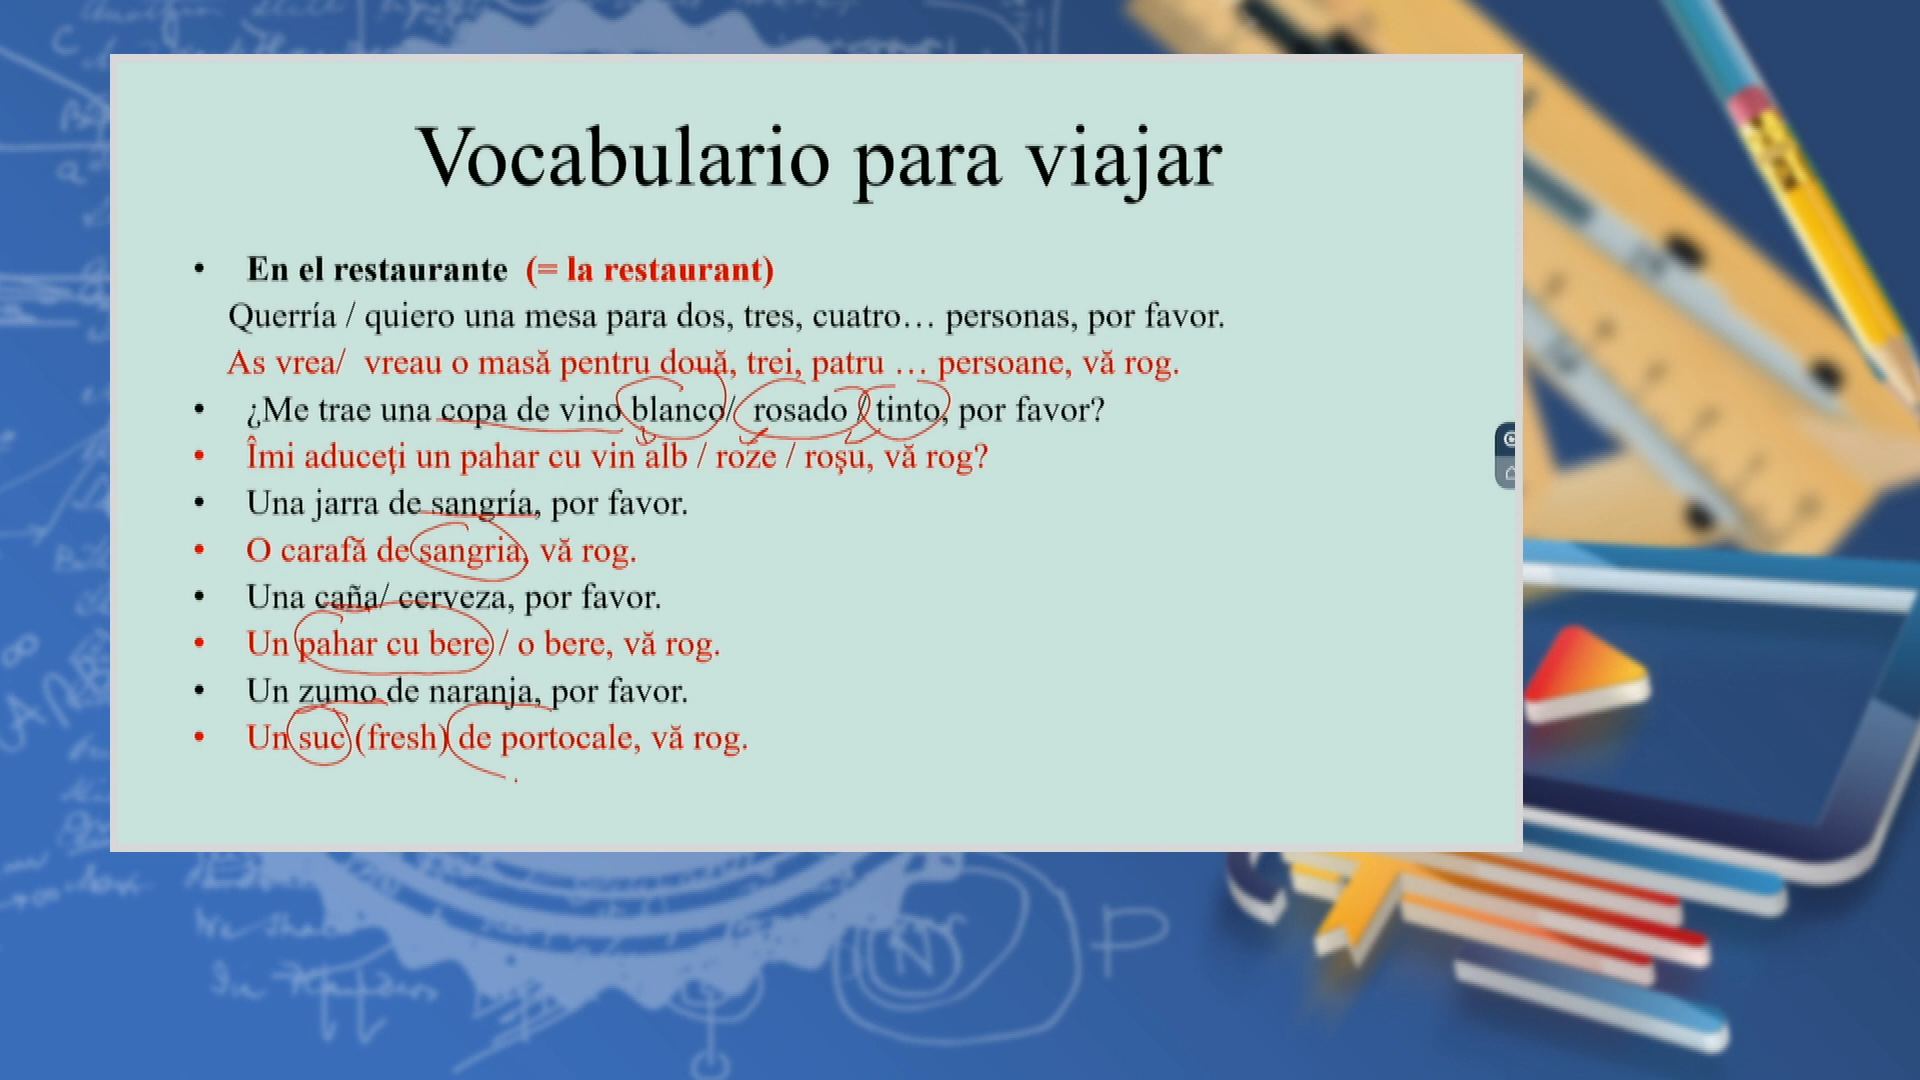 Vocabulario para viajar
• En el restaurante (= la restaurant)
Querría / quiero una mesa para dos, tres, cuatro… personas, por favor.
As vrea/ vreau o masă pentru două, trei, patru … persoane, vă rog.
• ¿Me trae una copa de vino blanco/ rosado / tinto, por favor?
• Îmi aduceţi un pahar cu vin alb / roze / roşu, vă rog?
• Una jarra de sangría, por favor.
• O carafă de sangria, vă rog.
• Una caña/ cerveza, por favor.
• Un pahar cu bere / o bere, vă rog.
• Un zumo de naranja, por favor.
• Un suc (fresh) de portocale, vă rog.
N
P